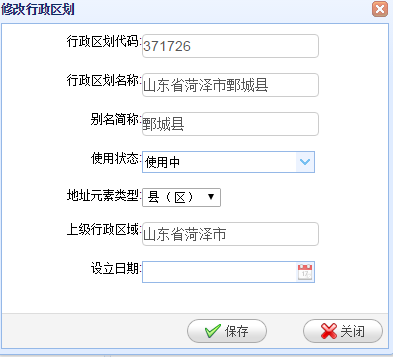 修改行政区划
行政区划代码:371726
行政区划名称:山东省菏泽市鄄城县
别名简称:鄄城县
使用状态:使用中
地址元素类型:县（区）
上级行政区域:山东省菏泽市
设立日期:
保存 关闭